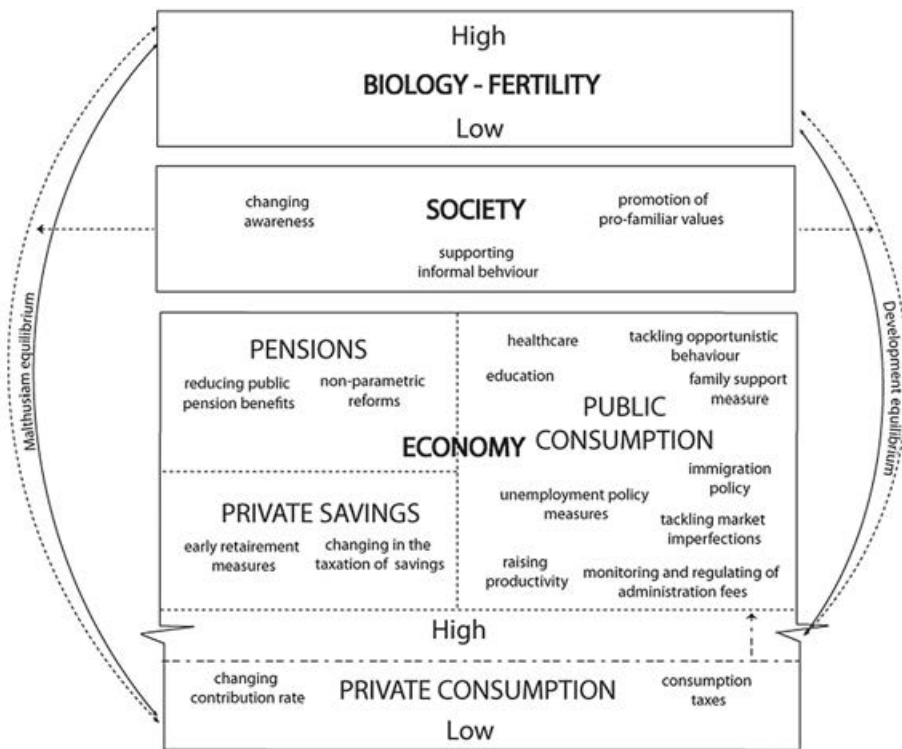 High
BIOLOGY - FERTILITY
Low
changing
awareness
SOCIETY
promotion of
pro-familiar values
supporting
informal behviour
Malthusiam equilibrium
Development equilibrium
PENSIONS
reducing public
pension benefits
non-parametric
reforms
healthcare
tackling opportunistic
behaviour
education
family support
measure
PUBLIC
CONSUMPTION
ECONOMY
immigration
policy
unemployment policy
measures
tackling market
imperfections
PRIVATE SAVINGS
early retairement
measures
changing in the
taxation of savings
raising
productivity
monitoring and regulating of
administration fees
High
changing
contribution rate
PRIVATE CONSUMPTION
consumption
taxes
Low